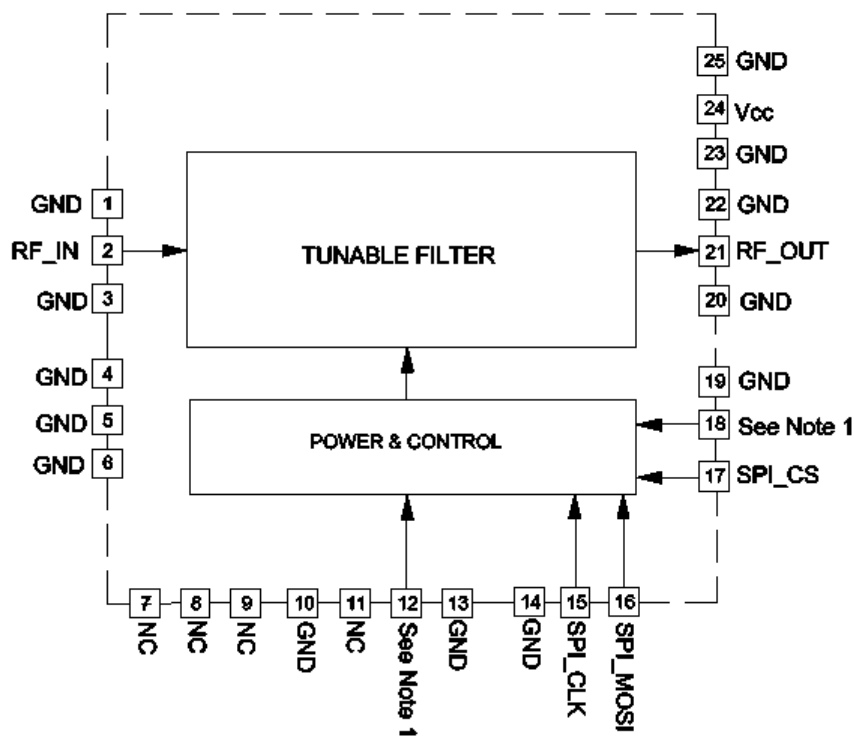 25 GND
24 Vcc
23 GND
GND 1
22 GND
RF_IN 2
TUNABLE FILTER
21 RF_OUT
GND 3
20 GND
GND 4
19 GND
GND 5
18 See Note 1
POWER & CONTROL
GND 6
17 SPI_CS
7 8 9 10 11 12 13 14 15 16
NC
NC
NC
GND
NC
See Note 1
GND
GND
SPI_CLK
SPI_MOSI